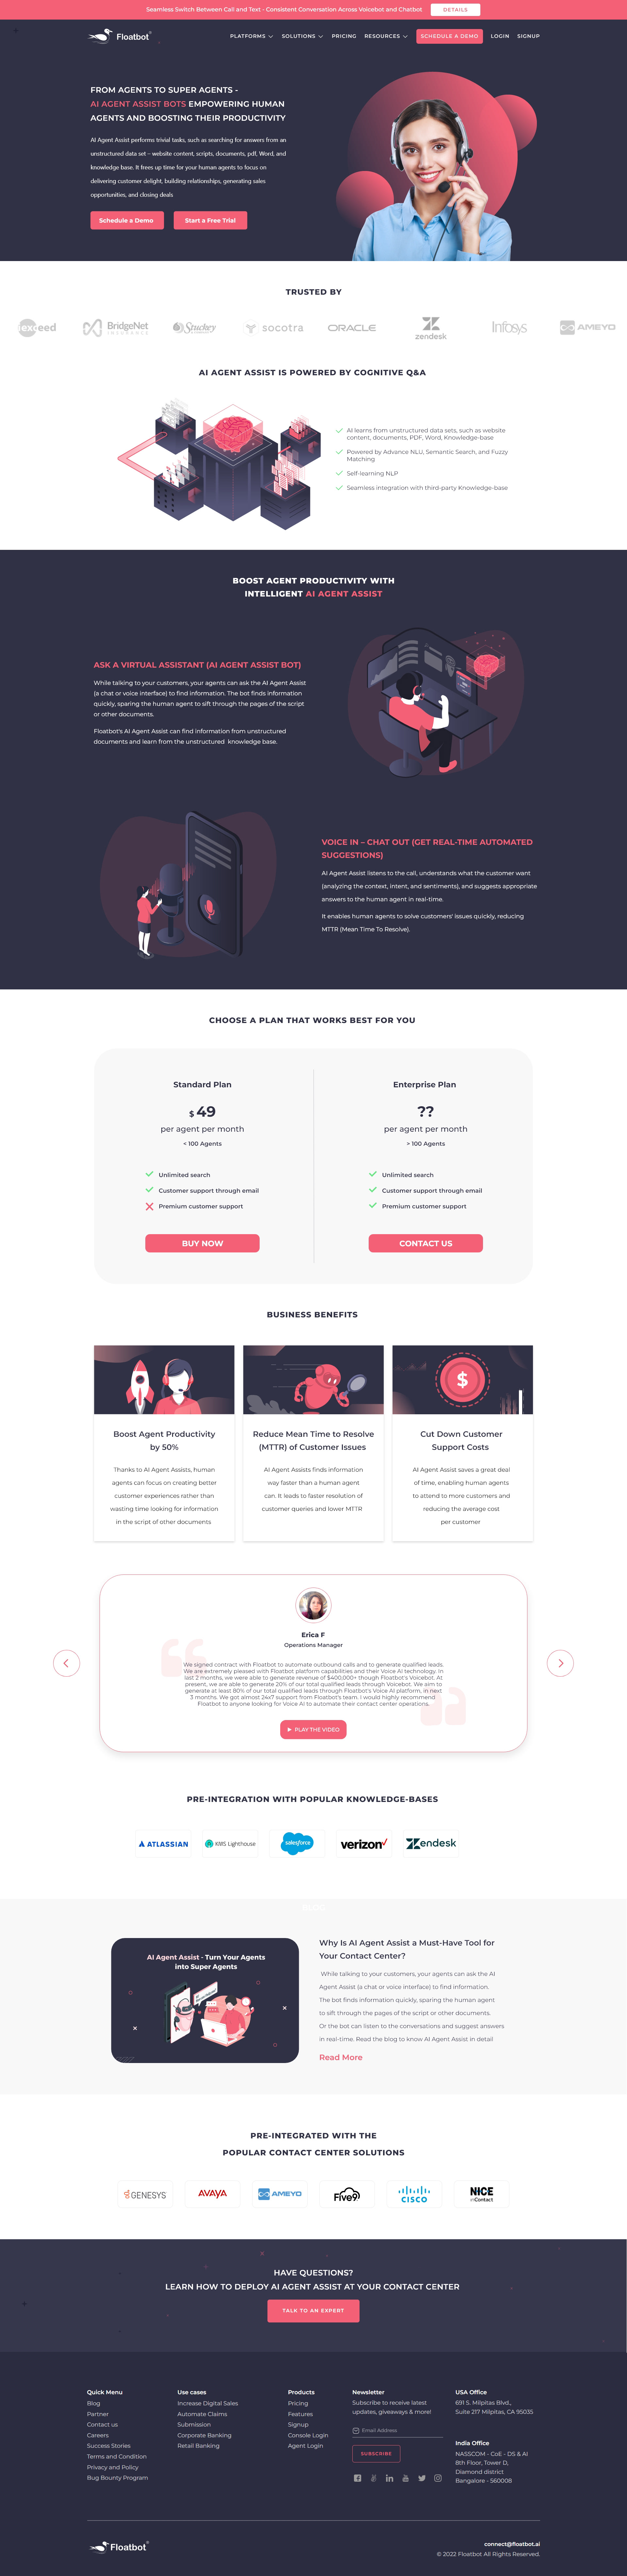 Seamless Switch Between Call and Text - Consistent Conversation Across Voicebot and Chatbot
DETAILS
Floatbot
PLATFORMS
SOLUTIONS
PRICING
RESOURCES
SCHEDULE A DEMO
LOGIN
SIGNUP
FROM AGENTS TO SUPER AGENTS -
AI AGENT ASSIST BOTS EMPOWERING HUMAN
AGENTS AND BOOSTING THEIR PRODUCTIVITY
AI Agent Assist performs trivial tasks, such as searching for answers from an
unstructured data set – website content, scripts, documents, pdf, Word, and
knowledge base. It frees up time for your human agents to focus on
delivering customer delight, building relationships, generating sales
opportunities, and closing deals
Schedule a Demo
Start a Free Trial
TRUSTED BY
exceed
BridgeNet
INSURANCE
Stuckey
socotra
ORACLE
zendesk
Infosys
AMEYO
AI AGENT ASSIST IS POWERED BY COGNITIVE Q&A
AI learns from unstructured data sets, such as website
content, documents, PDF, Word, Knowledge-base
Powered by Advance NLU, Semantic Search, and Fuzzy
Matching
Self-learning NLP
Seamless integration with third-party Knowledge-base
BOOST AGENT PRODUCTIVITY WITH
INTELLIGENT AI AGENT ASSIST
ASK A VIRTUAL ASSISTANT (AI AGENT ASSIST BOT)
While talking to your customers, your agents can ask the AI Agent Assist
(a chat or voice interface) to find information. The bot finds information
quickly, sparing the human agent to sift through the pages of the script
or other documents.
Floatbot's AI Agent Assist can find information from unstructured
documents and learn from the unstructured knowledge base.
VOICE IN – CHAT OUT (GET REAL-TIME AUTOMATED
SUGGESTIONS)
AI Agent Assist listens to the call, understands what the customer want
(analyzing the context, intent, and sentiments), and suggests appropriate
answers to the human agent in real-time.
It enables human agents to solve customers' issues quickly, reducing
MTTR (Mean Time To Resolve).
CHOOSE A PLAN THAT WORKS BEST FOR YOU
Standard Plan
$ 49
per agent per month
< 100 Agents
Unlimited search
Customer support through email
Premium customer support
BUY NOW
Enterprise Plan
??
per agent per month
> 100 Agents
Unlimited search
Customer support through email
Premium customer support
CONTACT US
BUSINESS BENEFITS
Boost Agent Productivity
by 50%
Thanks to AI Agent Assists, human
agents can focus on creating better
customer experiences rather than
wasting time looking for information
in the script of other documents
Reduce Mean Time to Resolve
(MTTR) of Customer Issues
AI Agent Assists finds information
way faster than a human agent
can. It leads to faster resolution of
customer queries and lower MTTR
$
Cut Down Customer
Support Costs
AI Agent Assist saves a great deal
of time, enabling human agents
to attend to more customers and
reducing the average cost
per customer
Erica F
Operations Manager
We signed contract with Floatbot to automate outbound calls and to generate qualified leads.
We are extremely pleased with Floatbot platform capabilities and their Voice AI technology. In
last 2 months, we were able to generate revenue of $400,000+ though Floatbot's Voicebot. At
present, we are able to generate 20% of our total qualified leads through Voicebot. We aim to
generate at least 80% of our total qualified leads through Floatbot's Voice AI platform, in next
3 months. We got almost 24x7 support from Floatbot's team. I would highly recommend
Floatbot to anyone looking for Voice AI to automate their contact center operations.
PLAY THE VIDEO
PRE-INTEGRATION WITH POPULAR KNOWLEDGE-BASES
ATLASSIAN
KMS Lighthouse
salesforce
verizon
Zendesk
BLOG
AI Agent Assist - Turn Your Agents
into Super Agents
Why Is AI Agent Assist a Must-Have Tool for
Your Contact Center?
While talking to your customers, your agents can ask the AI
Agent Assist (a chat or voice interface) to find information.
The bot finds information quickly, sparing the human agent
to sift through the pages of the script or other documents.
Or the bot can listen to the conversations and suggest answers
in real-time. Read the blog to know AI Agent Assist in detail
Read More
PRE-INTEGRATED WITH THE
POPULAR CONTACT CENTER SOLUTIONS
GENESYS
AVAYA
AMEYO
Five9
CISCO
NICE
inContact
HAVE QUESTIONS?
LEARN HOW TO DEPLOY AI AGENT ASSIST AT YOUR CONTACT CENTER
TALK TO AN EXPERT
Quick Menu
Blog
Partner
Contact us
Careers
Success Stories
Terms and Condition
Privacy and Policy
Bug Bounty Program
Use cases
Increase Digital Sales
Automate Claims
Submission
Corporate Banking
Retail Banking
Products
Pricing
Features
Signup
Console Login
Agent Login
Newsletter
Subscribe to receive latest
updates, giveaways & more!
Email Address
SUBSCRIBE
USA Office
691 S. Milpitas Blvd.,
Suite 217 Milpitas, CA 95035
India Office
NASSCOM - CoE - DS & AI
8th Floor, Tower D,
Diamond district
Bangalore - 560008
Floatbot
connect@floatbot.ai
© 2022 Floatbot All Rights Reserved.